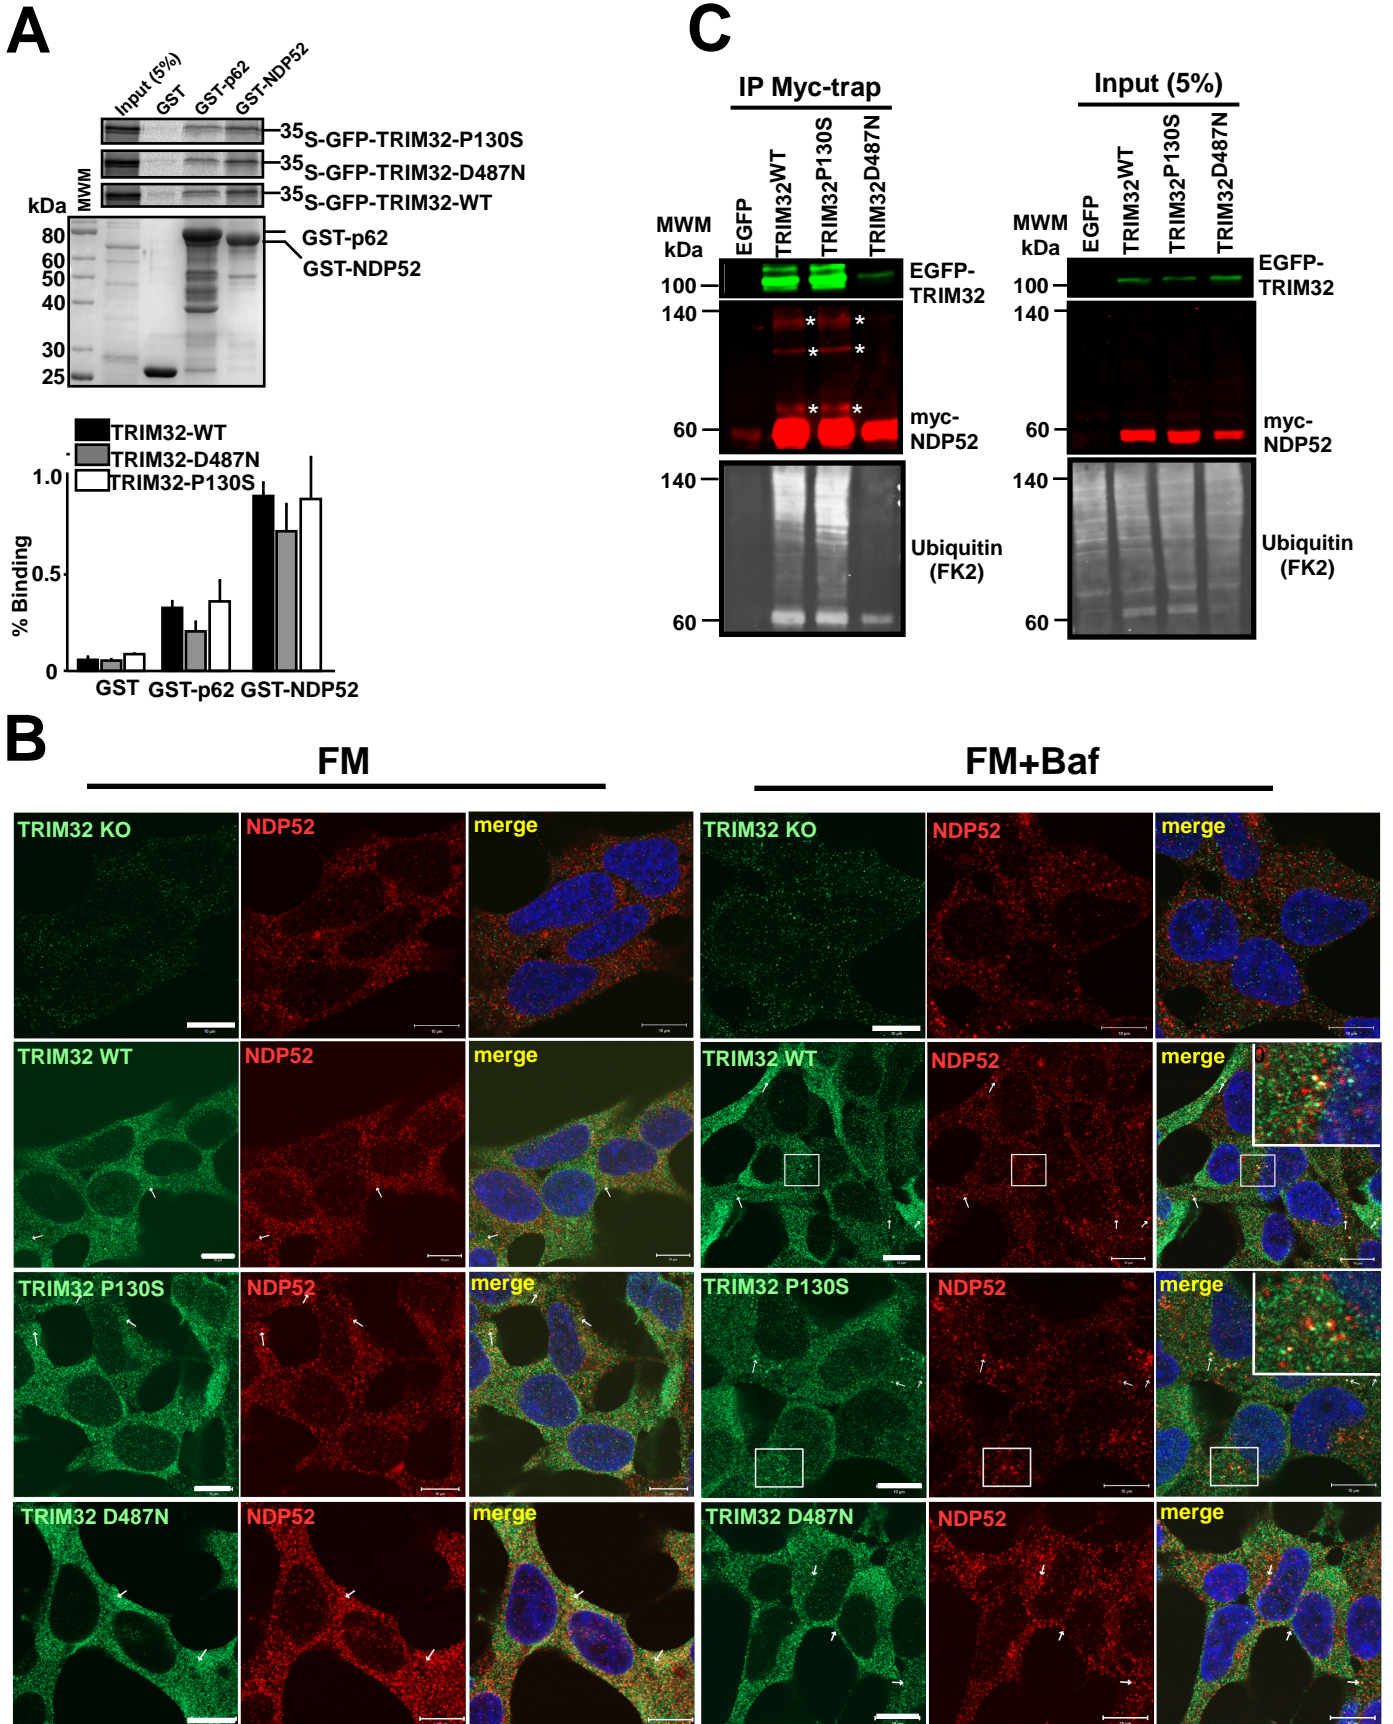 A
Input (5%)
GST
GST-p62
GST-NDP52
35S-GFP-TRIM32-P130S
35S-GFP-TRIM32-D487N
35S-GFP-TRIM32-WT
MWM
kDa
80
60
50
40
30
25
GST-p62
GST-NDP52
TRIM32-WT
TRIM32-D487N
TRIM32-P130S
% Binding
1.0
0.5
0
GST
GST-p62
GST-NDP52
C
IP Myc-trap
EGFP
TRIM32WT
TRIM32P130S
TRIM32D487N
MWM
kDa
100
EGFP-
TRIM32
140
* *
* *
* *
60
myc-
NDP52
140
Ubiquitin
(FK2)
60
Input (5%)
EGFP
TRIM32WT
TRIM32P130S
TRIM32D487N
MWM
kDa
100
EGFP-
TRIM32
140
60
myc-
NDP52
140
Ubiquitin
(FK2)
60
B
FM
FM+Baf
TRIM32 KO
NDP52
merge
TRIM32 KO
NDP52
merge
TRIM32 WT
NDP52
merge
TRIM32 WT
NDP52
merge
TRIM32 P130S
NDP52
merge
TRIM32 P130S
NDP52
merge
TRIM32 D487N
NDP52
merge
TRIM32 D487N
NDP52
merge